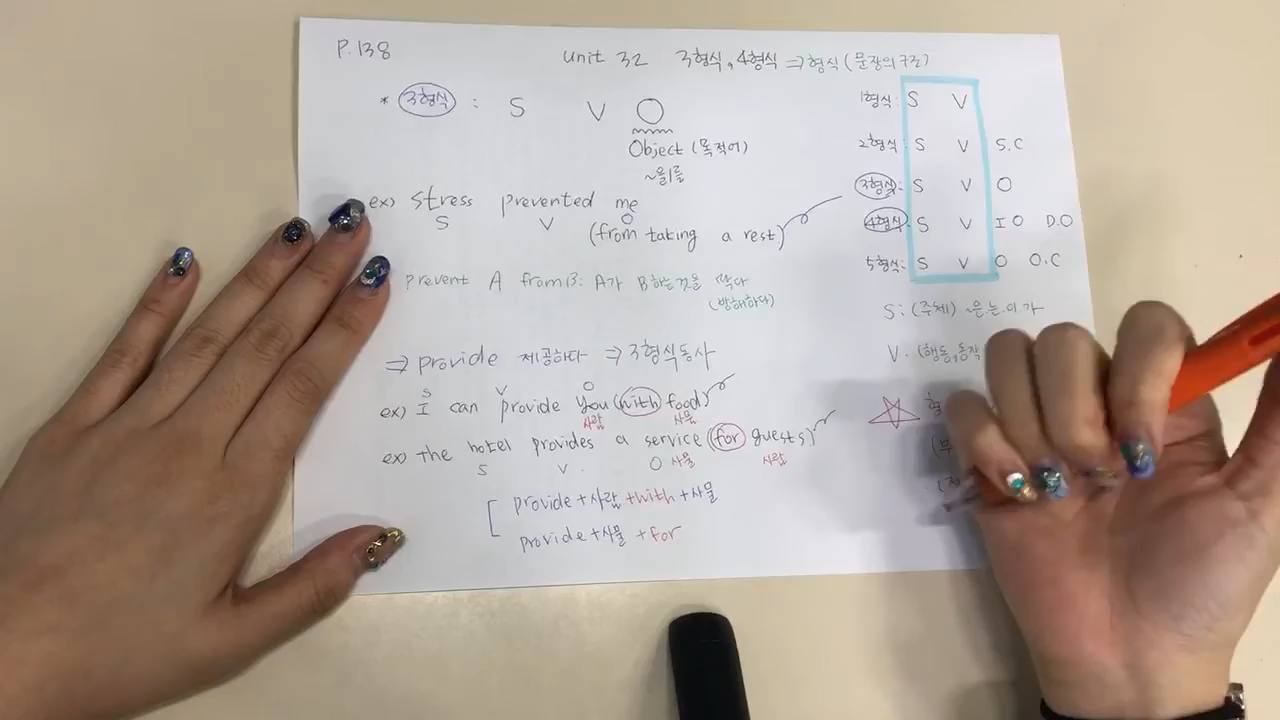 P.138
unit 32 3형식, 4형식 ⇒ 형식 (문장의 구조)
* 3형식 : S V O
Object (목적어)
~을/를
ex) Stress prevented me
S V O
(from taking a rest)
prevent A from B: A가 B하는것을 막다
(방해하다)
⇒ provide 제공하다 ⇒ 3형식동사
S V O
ex) I can provide you (with food)
사람 사물
ex) the hotel provides a service (for guests)
S V. O 사물 사람
provide+사람+with+사물
provide+사물 +for
1형식: S V
2형식: S V S.C
3형식: S V O
4형식: S V I O D.O
5형식: S V O O.C
S: (주체) ~은.는.이.가
V. (행동,동작